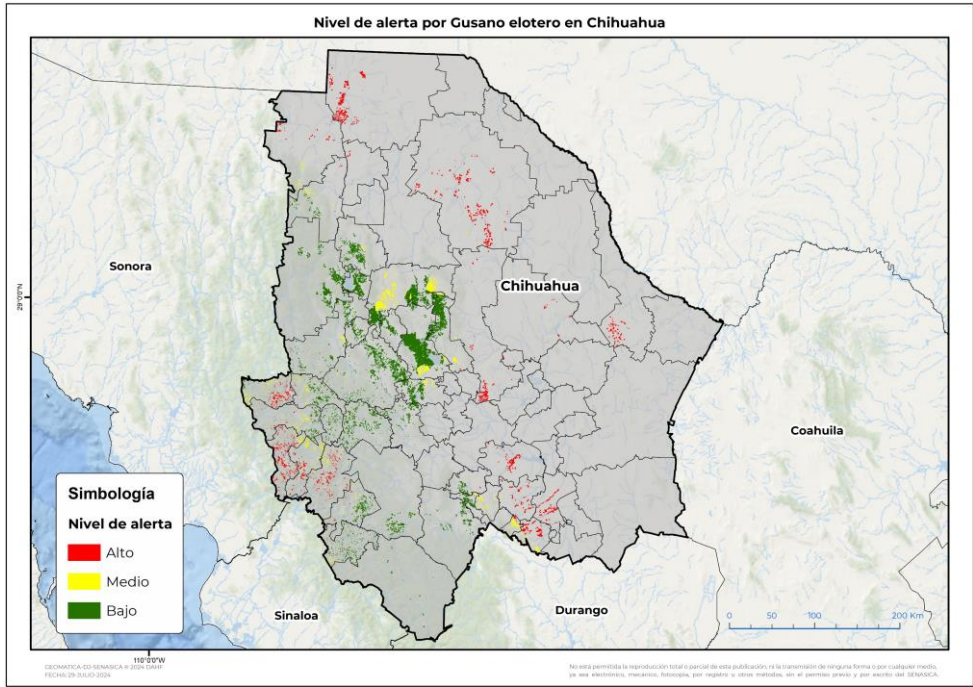 Nivel de alerta por Gusano elotero en Chihuahua
Sonora
Chihuahua
29°0'0"N
Coahuila
Simbología
Nivel de alerta
Alto
Medio
Bajo
Sinaloa
Durango
0 50 100 200 Km
110°0'0"W
GEOMATICA-DJ-SENASICA © 2024 DAHF
FECHA:29-JULIO-2024
No está permitida la reproducción total o parcial de esta publicación, ni la transmisión de ninguna forma o por cualquier medio,
ya sea electrónico, mecánico, fotocopia, por registro u otros métodos, sin el permiso previo y por escrito del SENASICA.